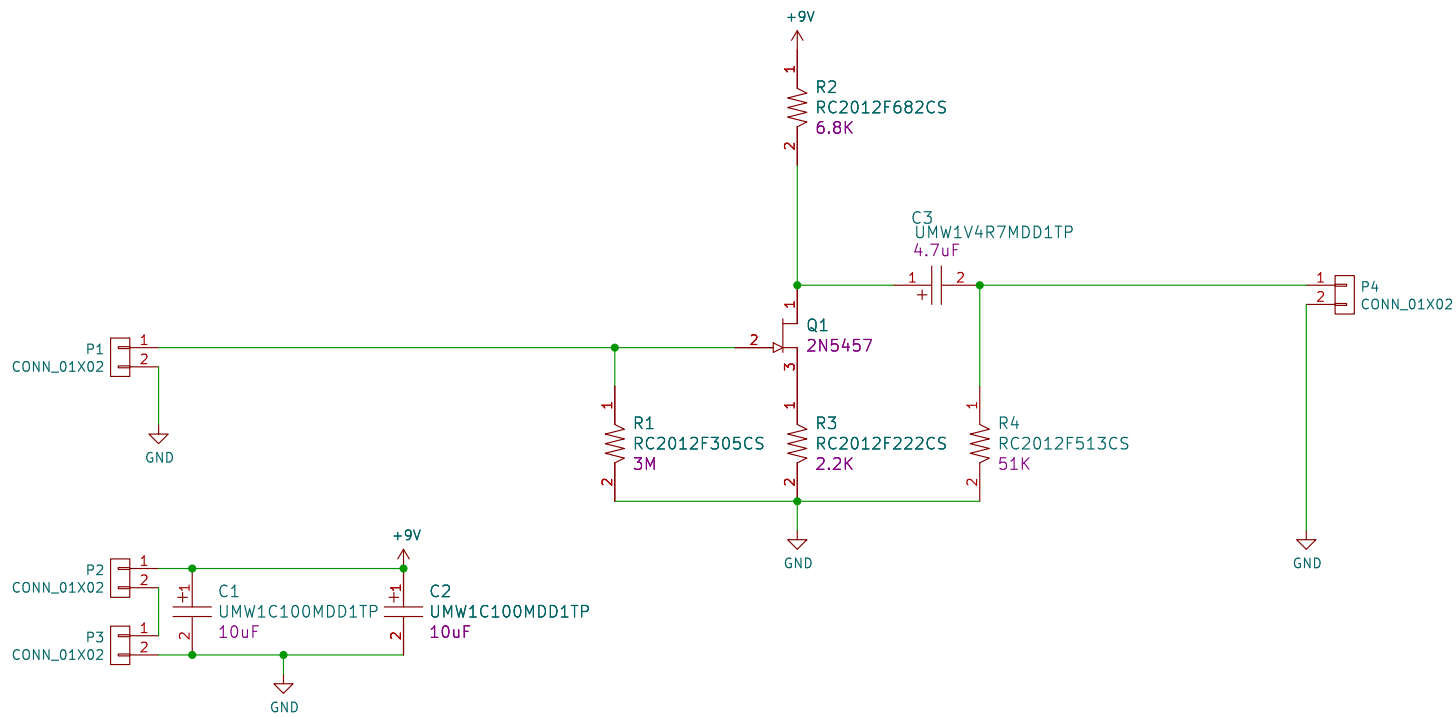 +9V
1
R2
RC2012F682CS
6.8K
2
C3
UMW1V4R7MDD1TP
4.7uF
1
2
+
1
P4
2
CONN_01X02
1
Q1
2N5457
2
3
P1
1
CONN_01X02
2
GND
1
R1
RC2012F305CS
3M
2
1
R3
RC2012F222CS
2.2K
2
1
R4
RC2012F513CS
51K
2
GND
GND
+9V
P2
1
CONN_01X02
2
P3
1
CONN_01X02
2
+1
C1
UMW1C100MDD1TP
10uF
2
+1
C2
UMW1C100MDD1TP
10uF
2
GND